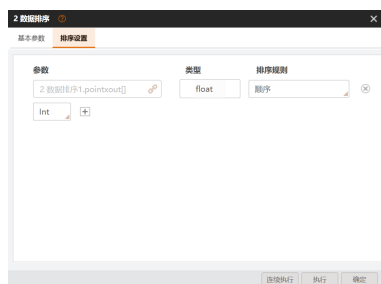 2 数据排序
基本参数 排序设置
参数 类型 排序规则
2 数据排序1.pointxout[] float 顺序
Int
连续执行 执行 确定